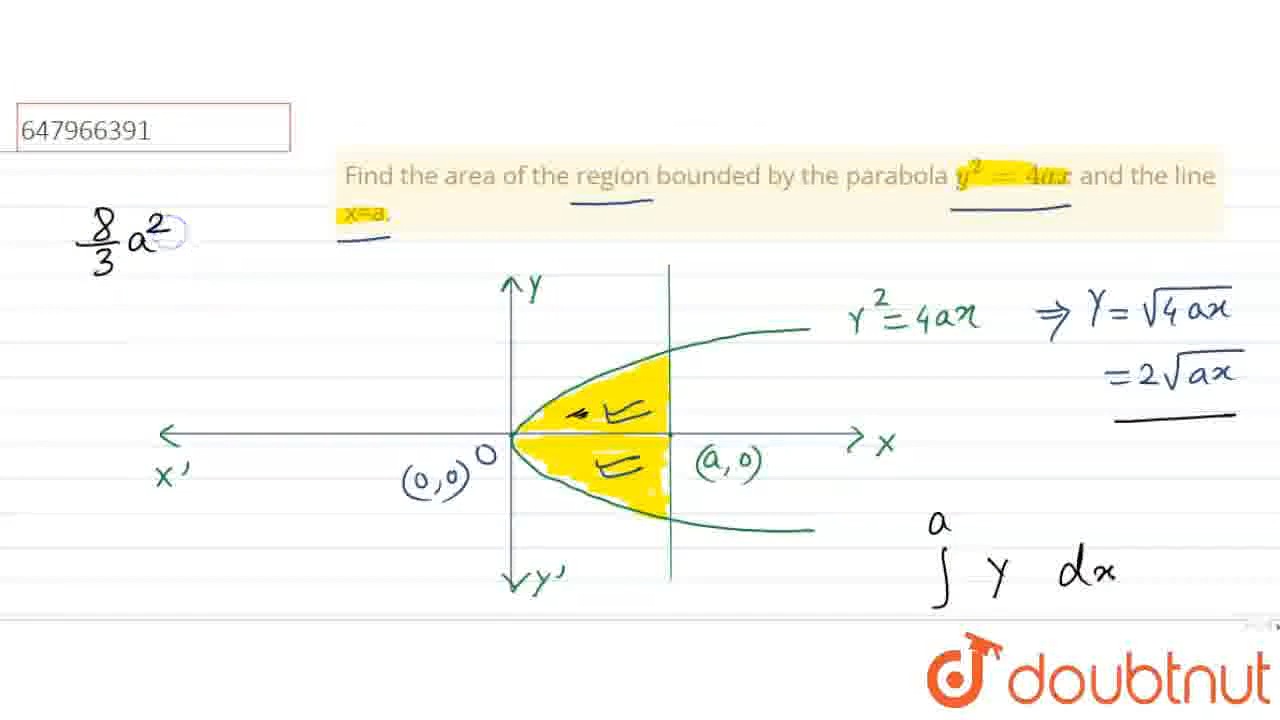 647966391
Find the area of the region bounded by the parabola y² = 4ax and the line
x=a.
8/3 a²
Y
Y² = 4ax ⇒ Y = √4ax
= 2√ax
X' (0,0) O (a,0) X
Y'
a
∫ Y dx
doubtnut